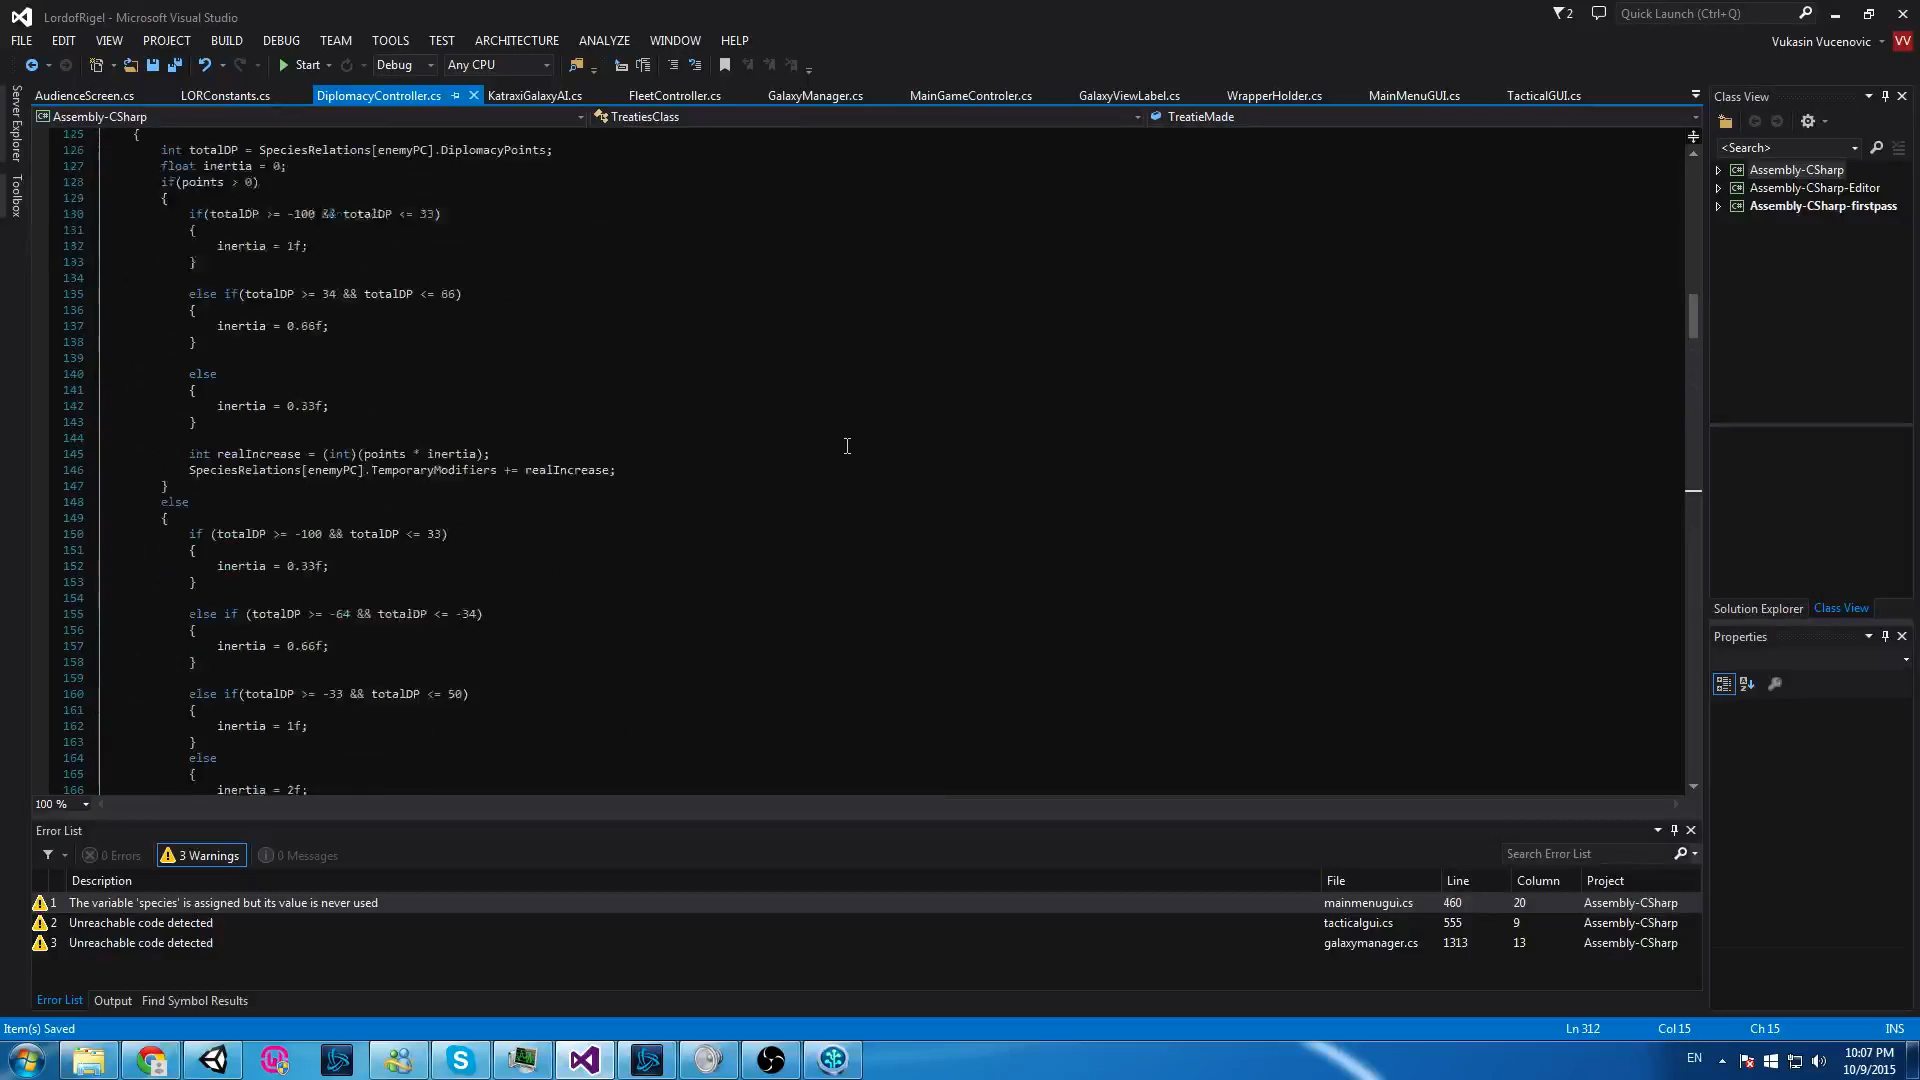 LordofRigel - Microsoft Visual Studio
2
Quick Launch (Ctrl+Q)
FILE EDIT VIEW PROJECT BUILD DEBUG TEAM TOOLS TEST ARCHITECTURE ANALYZE WINDOW HELP
Vukasin Vucenovic VV
Start Debug Any CPU
Server Explorer
Toolbox
AudienceScreen.cs LORConstants.cs DiplomacyController.cs KatraxiGalaxyAI.cs FleetController.cs GalaxyManager.cs MainGameControler.cs GalaxyViewLabel.cs WrapperHolder.cs MainMenuGUI.cs TacticalGUI.cs
Assembly-CSharp TreatiesClass TreatieMade
125 {
126 int totalDP = SpeciesRelations[enemyPC].DiplomacyPoints;
127 float inertia = 0;
128 if(points > 0)
129 {
130 if(totalDP >= -100 && totalDP <= 33)
131 {
132 inertia = 1f;
133 }
134
135 else if(totalDP >= 34 && totalDP <= 66)
136 {
137 inertia = 0.66f;
138 }
139
140 else
141 {
142 inertia = 0.33f;
143 }
144
145 int realIncrease = (int)(points * inertia);
146 SpeciesRelations[enemyPC].TemporaryModifiers += realIncrease;
147 }
148 else
149 {
150 if (totalDP >= -100 && totalDP <= 33)
151 {
152 inertia = 0.33f;
153 }
154
155 else if (totalDP >= -64 && totalDP <= -34)
156 {
157 inertia = 0.66f;
158 }
159
160 else if(totalDP >= -33 && totalDP <= 50)
161 {
162 inertia = 1f;
163 }
164 else
165 {
166 inertia = 2f;
100 %
Class View
<Search>
Assembly-CSharp
Assembly-CSharp-Editor
Assembly-CSharp-firstpass
Solution Explorer Class View
Properties
Error List
0 Errors 3 Warnings 0 Messages
Search Error List
Description File Line Column Project
1 The variable 'species' is assigned but its value is never used mainmenugui.cs 460 20 Assembly-CSharp
2 Unreachable code detected tacticalgui.cs 555 9 Assembly-CSharp
3 Unreachable code detected galaxymanager.cs 1313 13 Assembly-CSharp
Error List Output Find Symbol Results
Item(s) Saved Ln 312 Col 15 Ch 15 INS
EN
10:07 PM
10/9/2015